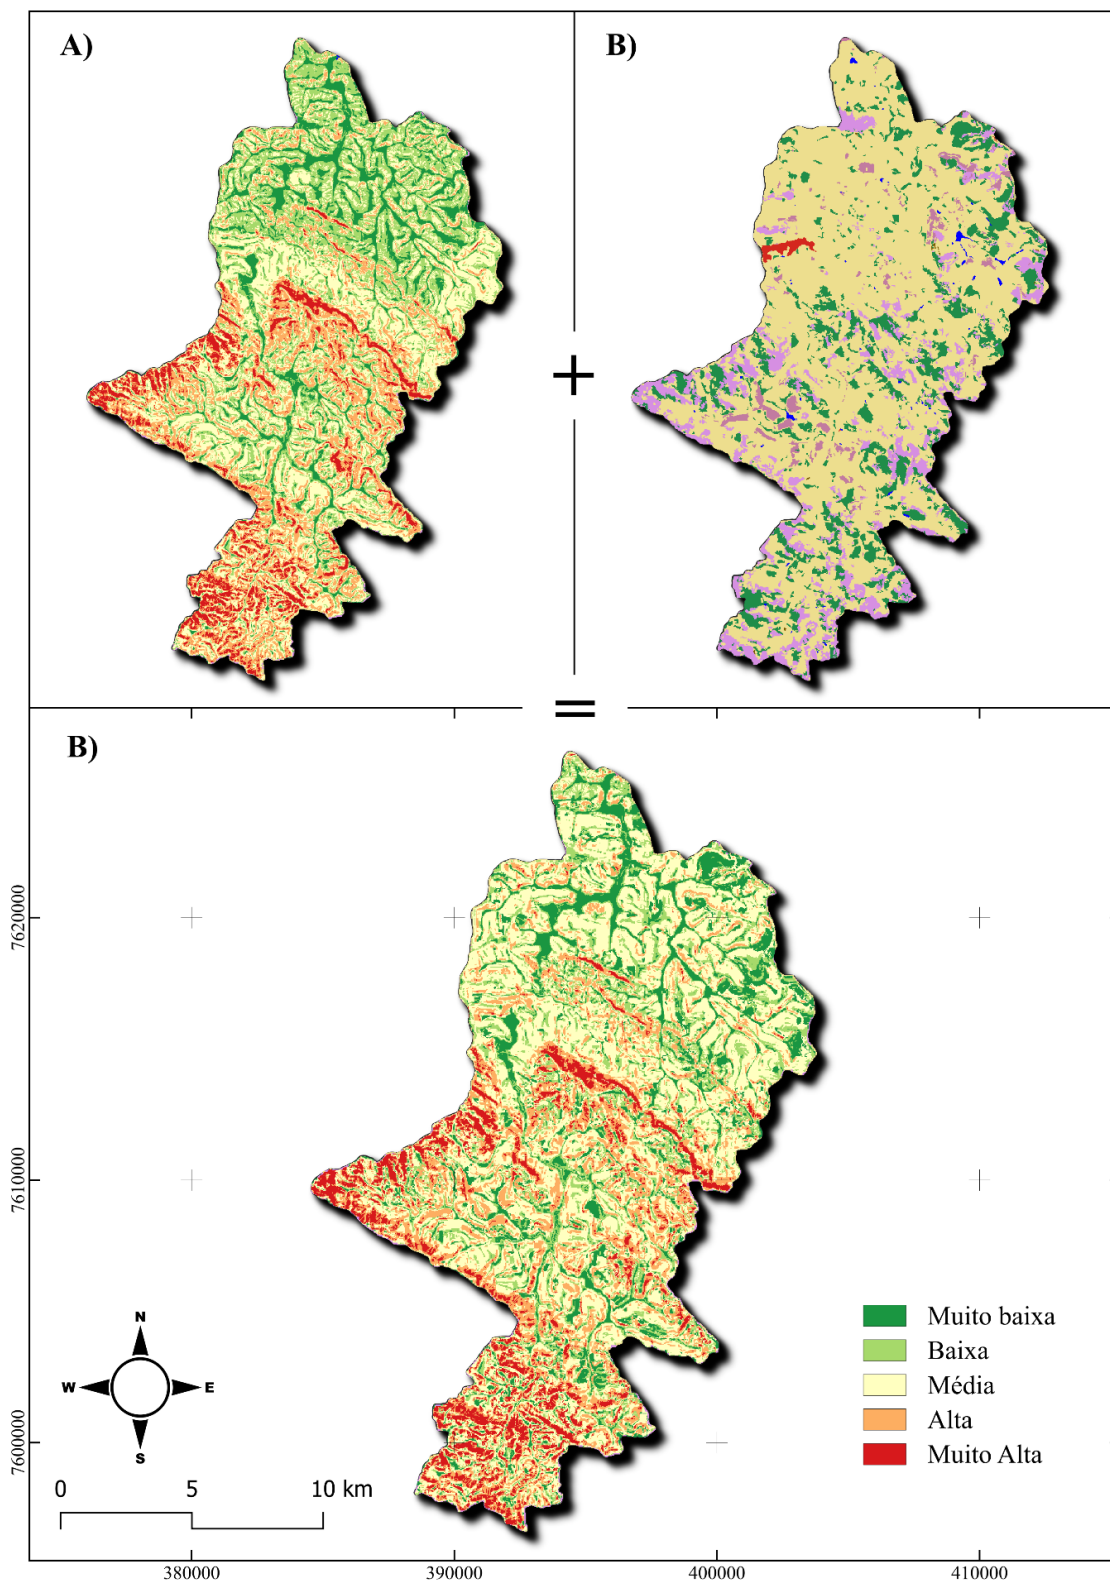 A)
B)
+
=
B)
7620000
7610000
7600000
N
W
E
S
0
5
10 km
Muito baixa
Baixa
Média
Alta
Muito Alta
380000
390000
400000
410000